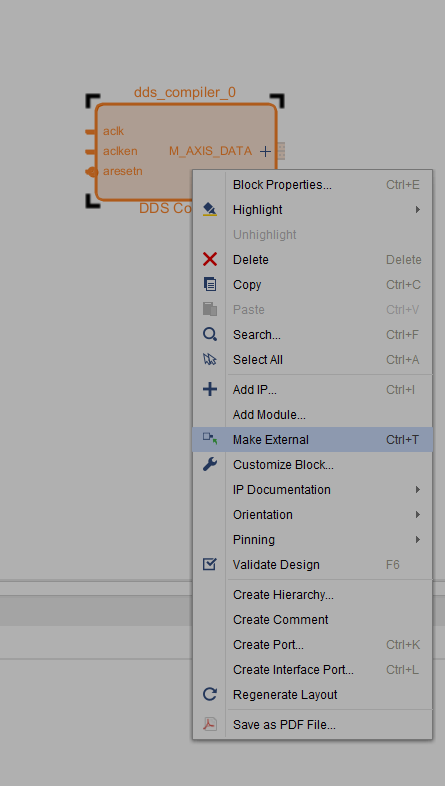 dds_compiler_0
aclk
aclken
M_AXIS_DATA
aresetn
DDS Co
Block Properties... Ctrl+E
Highlight
Unhighlight
Delete Delete
Copy Ctrl+C
Paste Ctrl+V
Search... Ctrl+F
Select All Ctrl+A
Add IP... Ctrl+I
Add Module...
Make External Ctrl+T
Customize Block...
IP Documentation
Orientation
Pinning
Validate Design F6
Create Hierarchy...
Create Comment
Create Port... Ctrl+K
Create Interface Port... Ctrl+L
Regenerate Layout
Save as PDF File...